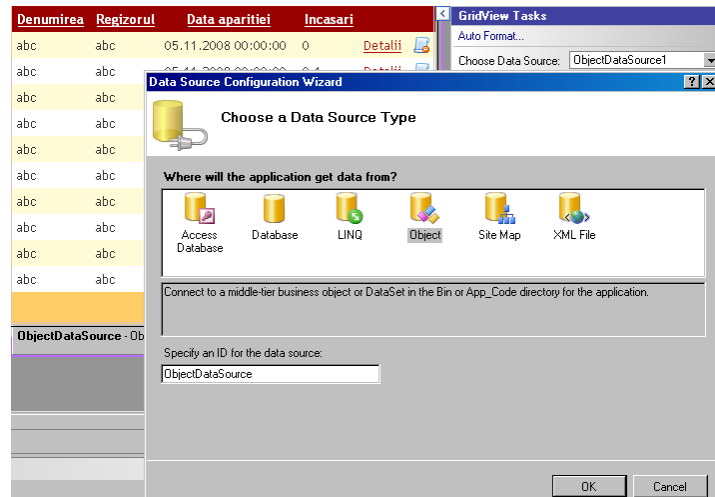 Denumirea Regizorul Data aparitiei Incasari
abc abc 05.11.2008 00:00:00 0 Detalii
abc abc
abc abc
abc abc
abc abc
abc abc
abc abc
abc abc
abc abc
abc abc
ObjectDataSource - Ob
GridView Tasks
Auto Format...
Choose Data Source: ObjectDataSource1
Data Source Configuration Wizard
Choose a Data Source Type
Where will the application get data from?
Access Database
Database
LINQ
Object
Site Map
XML File
Connect to a middle-tier business object or DataSet in the Bin or App_Code directory for the application.
Specify an ID for the data source:
ObjectDataSource
OK Cancel